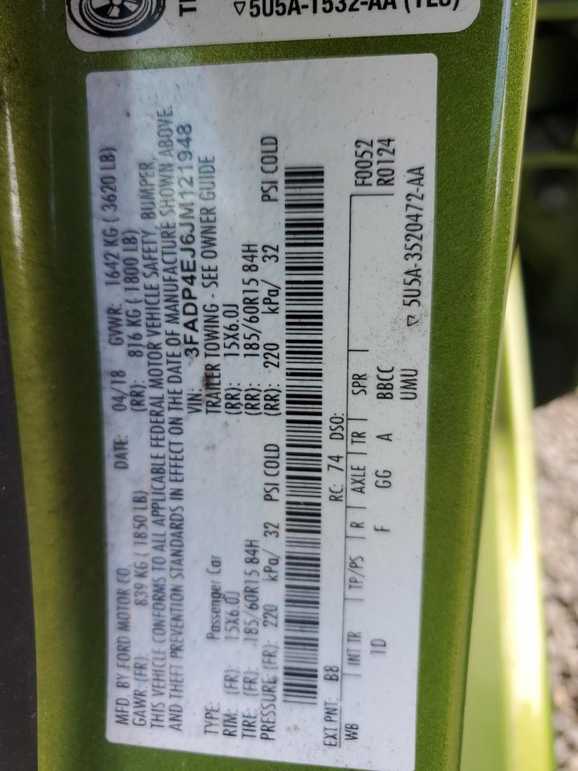 ▽5U5A-1532-AA
MFD. BY FORD MOTOR CO. DATE: 04/18 GVWR: 1642 KG ( 3620 LB)
GAWR: (FR): 839 KG ( 1850 LB) (RR): 816 KG ( 1800 LB)
THIS VEHICLE CONFORMS TO ALL APPLICABLE FEDERAL MOTOR VEHICLE SAFETY, BUMPER,
AND THEFT PREVENTION STANDARDS IN EFFECT ON THE DATE OF MANUFACTURE SHOWN ABOVE.
VIN: 3FADP4EJ6JM121948
TYPE: Passenger Car TRAILER TOWING - SEE OWNER GUIDE
RIM: (FR): 15X6.0J (RR): 15X6.0J
TIRE: (FR): 185/60R15 84H (RR): 185/60R15 84H
PRESSURE(FR): 220 kPa/ 32 PSI COLD (RR): 220 kPa/ 32 PSI COLD
EXT PNT: B8 RC: 74 DSO: F0052
WB INT TR TP/PS R AXLE TR SPR R0124
1D F GG A BBCC
UMU
▽ 5U5A-3520472-AA